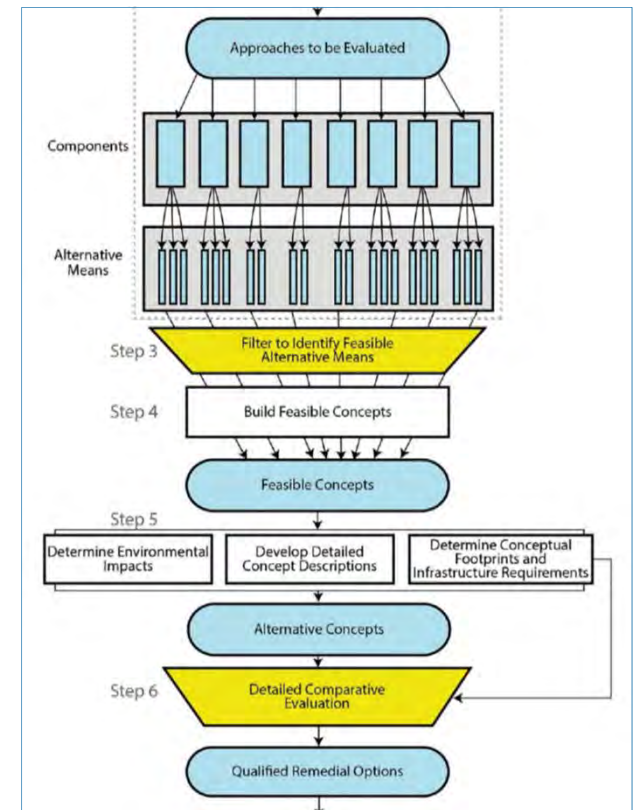 Approaches to be Evaluated
Components
Alternative
Means
Step 3
Filter to Identify Feasible
Alternative Means
Step 4
Build Feasible Concepts
Feasible Concepts
Step 5
Determine Environmental
Impacts
Develop Detailed
Concept Descriptions
Determine Conceptual
Footprints and
Infrastructure Requirements
Alternative Concepts
Step 6
Detailed Comparative
Evaluation
Qualified Remedial Options